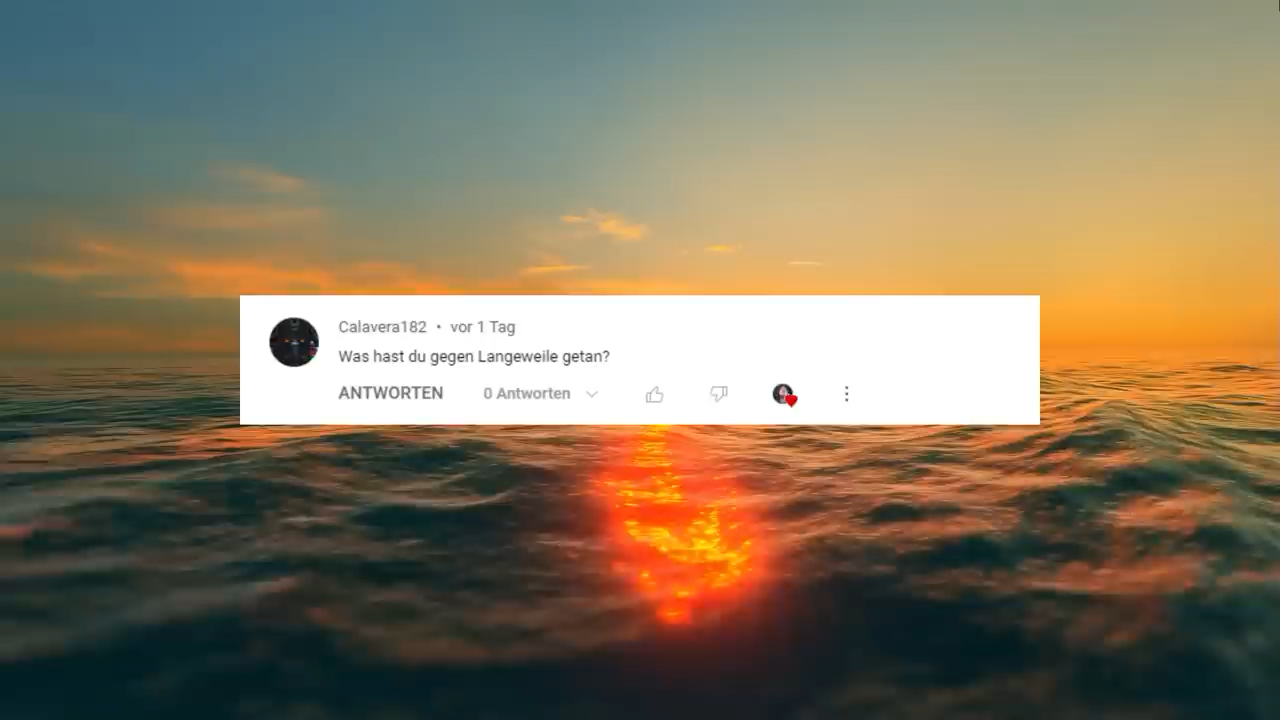 Calavera182 • vor 1 Tag
Was hast du gegen Langeweile getan?
ANTWORTEN 0 Antworten